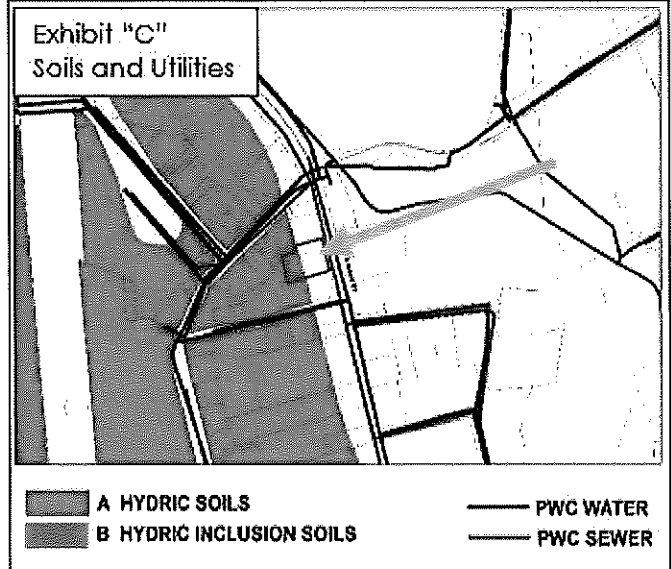 Exhibit "C"
Soils and Utilities
A HYDRIC SOILS
B HYDRIC INCLUSION SOILS
PWC WATER
PWC SEWER